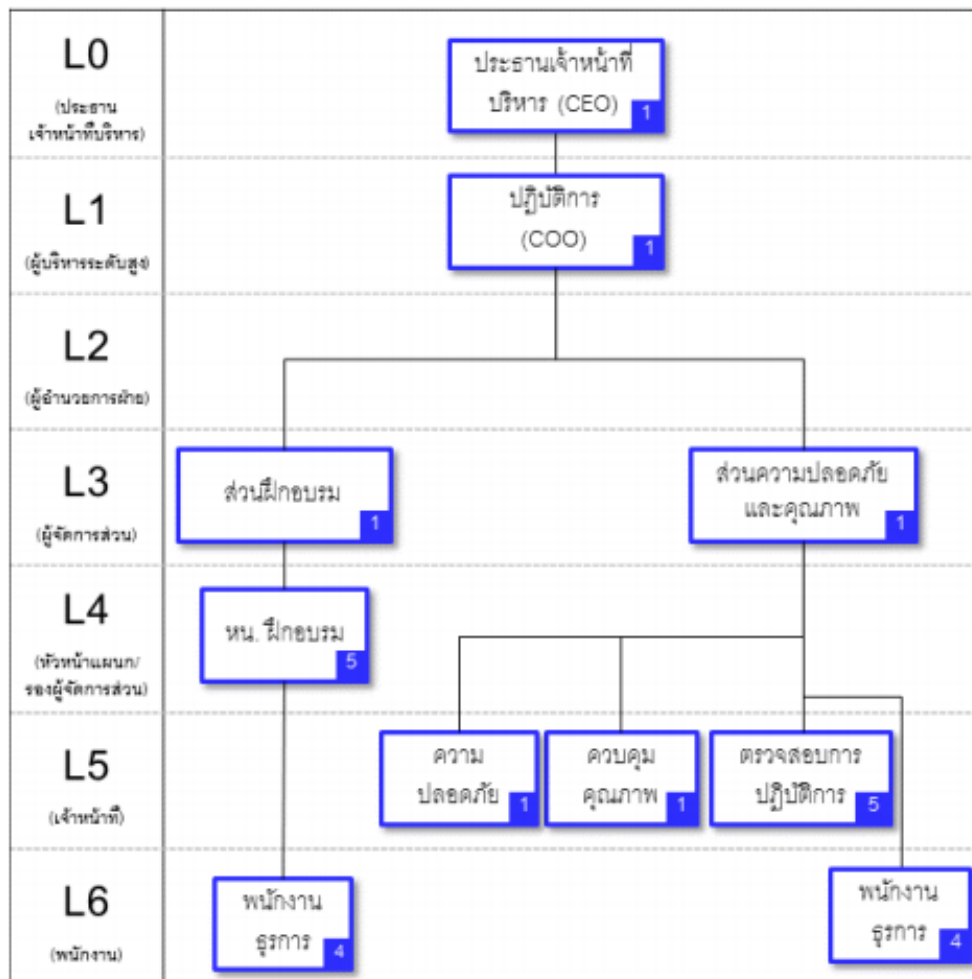 L0
(ประธาน
เจ้าหน้าที่บริหาร)
ประธานเจ้าหน้าที่
บริหาร (CEO)
1
L1
(ผู้บริหารระดับสูง)
ปฏิบัติการ
(COO)
1
L2
(ผู้อำนวยการฝ่าย)
L3
(ผู้จัดการส่วน)
ส่วนฝึกอบรม
1
ส่วนความปลอดภัย
และคุณภาพ
1
L4
(หัวหน้าแผนก/
รองผู้จัดการส่วน)
หน. ฝึกอบรม
5
L5
(เจ้าหน้าที่)
ความ
ปลอดภัย
1
ควบคุม
คุณภาพ
1
ตรวจสอบการ
ปฏิบัติการ
5
L6
(พนักงาน)
พนักงาน
ธุรการ
4
พนักงาน
ธุรการ
4